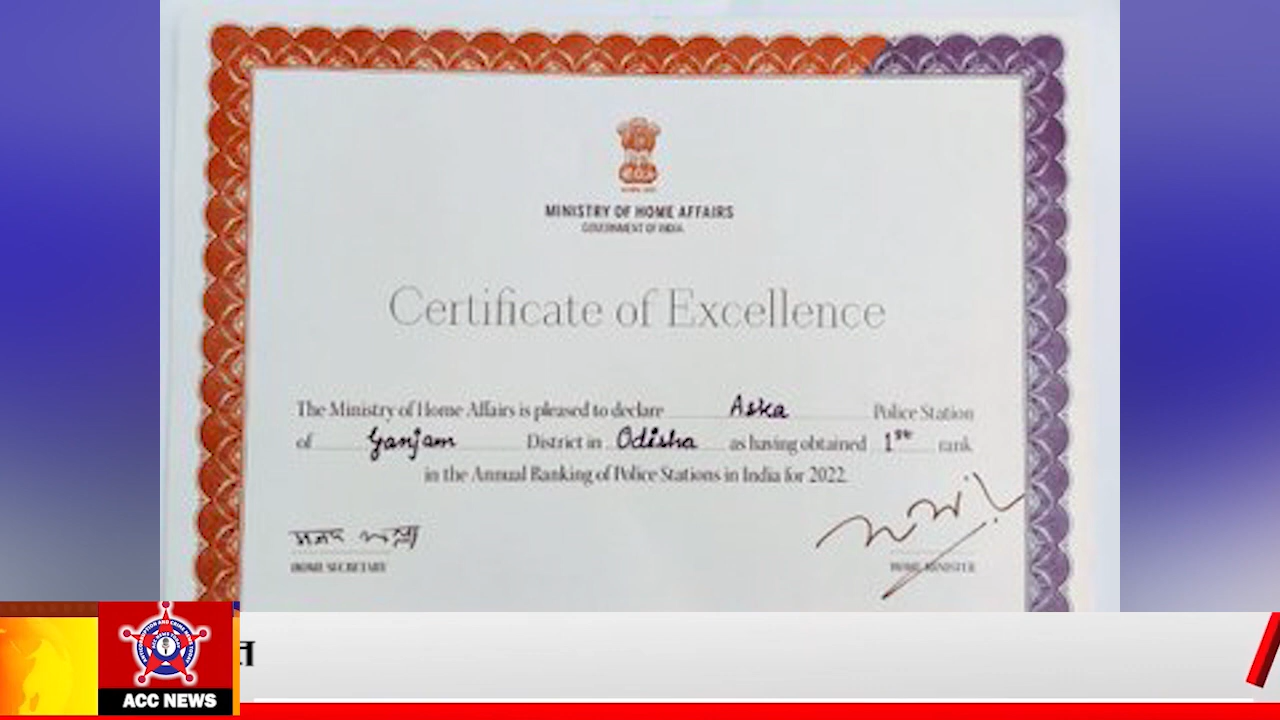 MINISTRY OF HOME AFFAIRS
GOVERNMENT OF INDIA
Certificate of Excellence
The Ministry of Home Affairs is pleased to declare Aska Police Station
of Ganjam District in Odisha as having obtained 1st rank
in the Annual Ranking of Police Stations in India for 2022.
HOME SECRETARY
HOME MINISTER
ACC NEWS